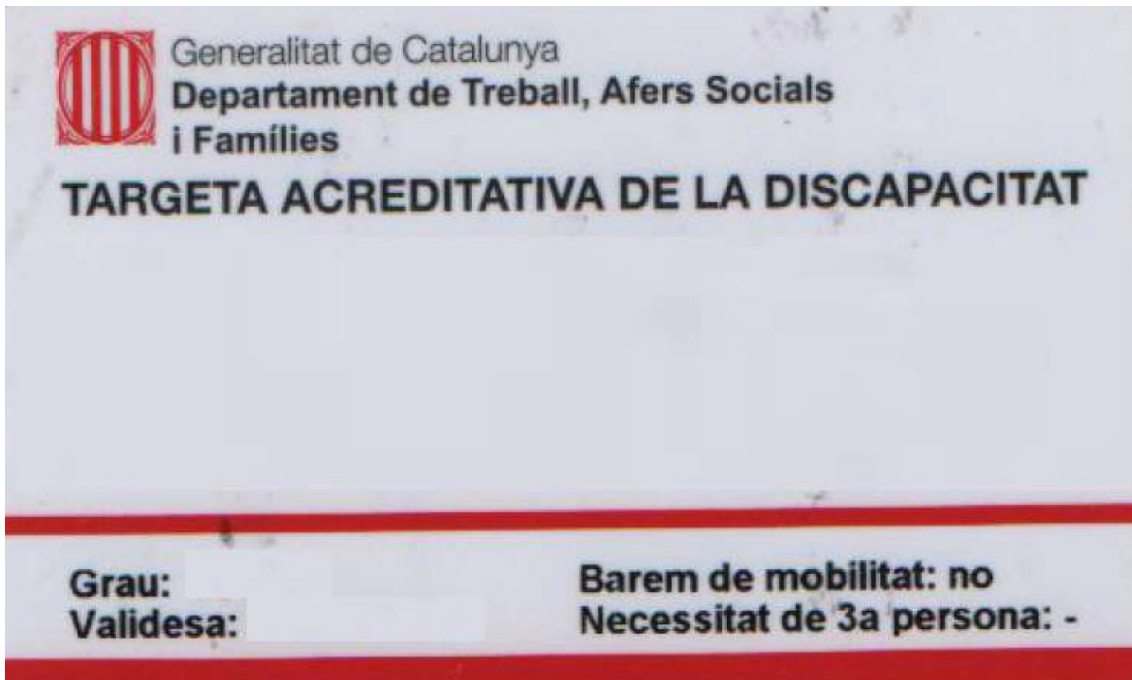 Generalitat de Catalunya
Departament de Treball, Afers Socials
i Famílies
TARGETA ACREDITATIVA DE LA DISCAPACITAT
Grau:
Validesa:
Barem de mobilitat: no
Necessitat de 3a persona: -